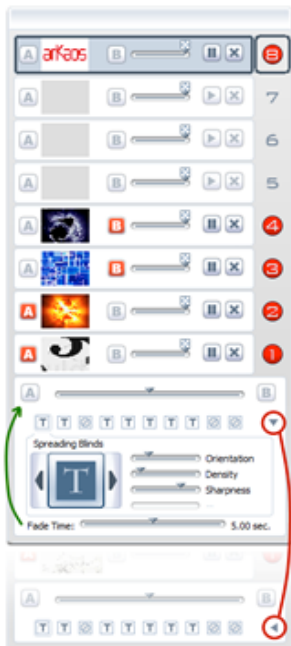 A arkaos B 8
A B 7
A B 6
A B 5
A B 4
A B 3
A B 2
A B 1
A B
T T T T T T T
Spreading Blinds
T
Orientation
Density
Sharpness
...
Fade Time: 5.00 sec.
A B
T T T T T T T